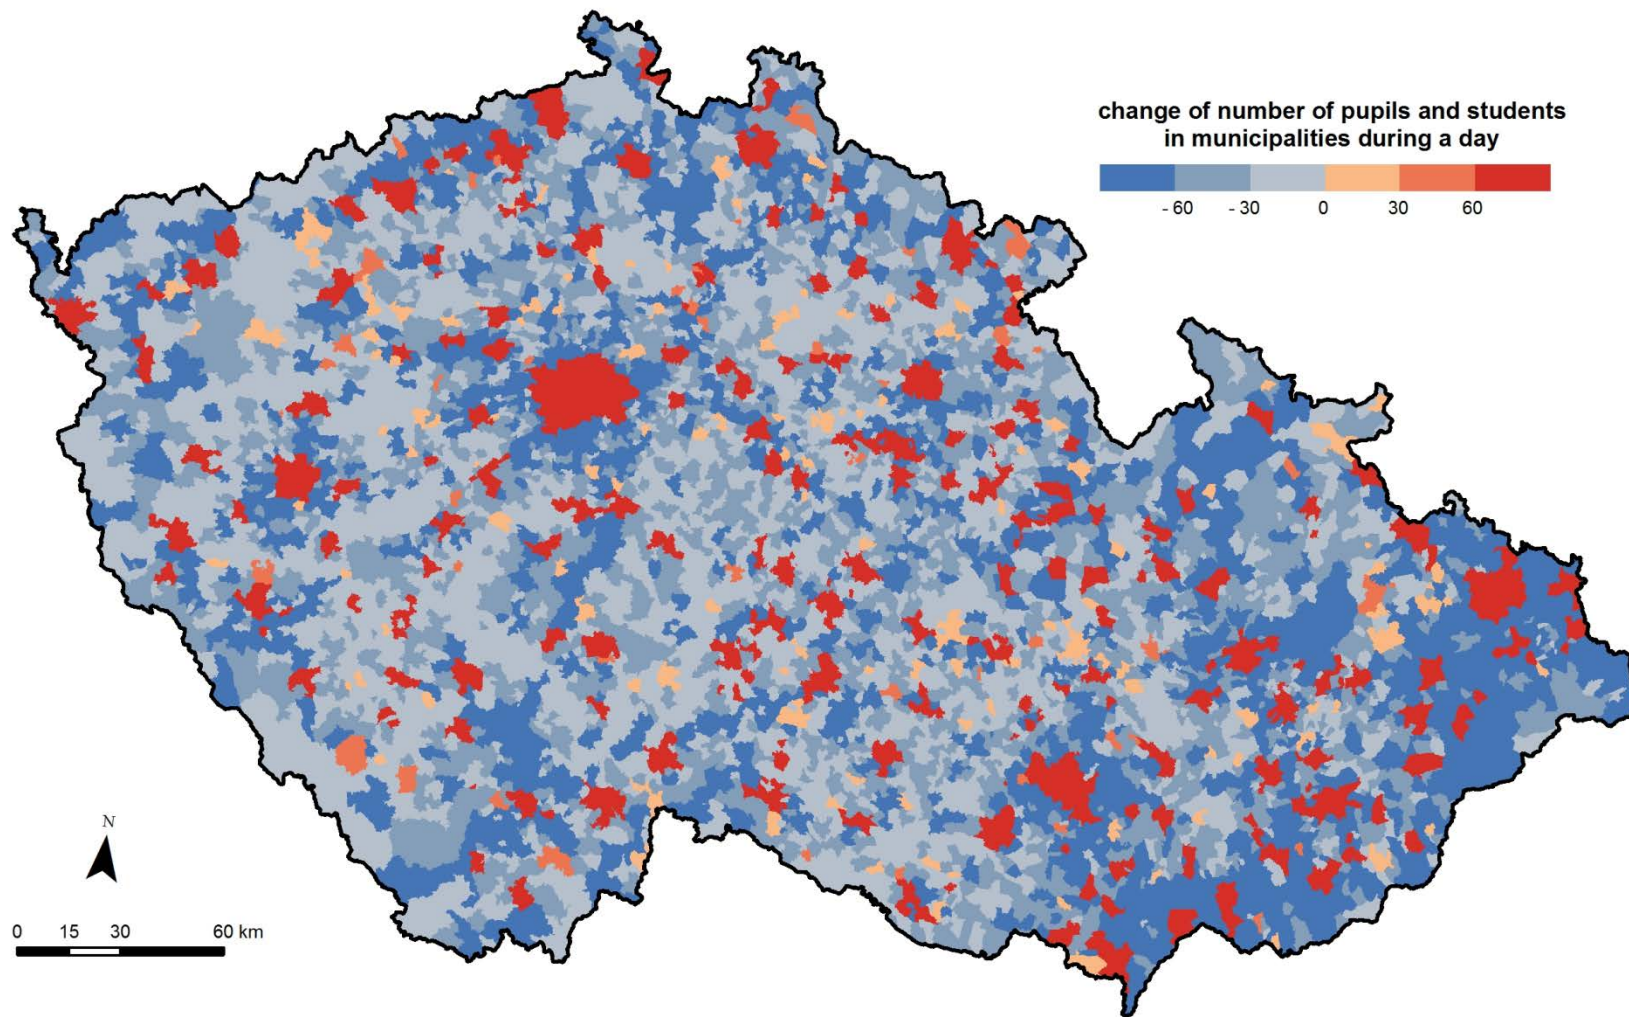 change of number of pupils and students
in municipalities during a day
- 60 - 30 0 30 60
N
0 15 30 60 km